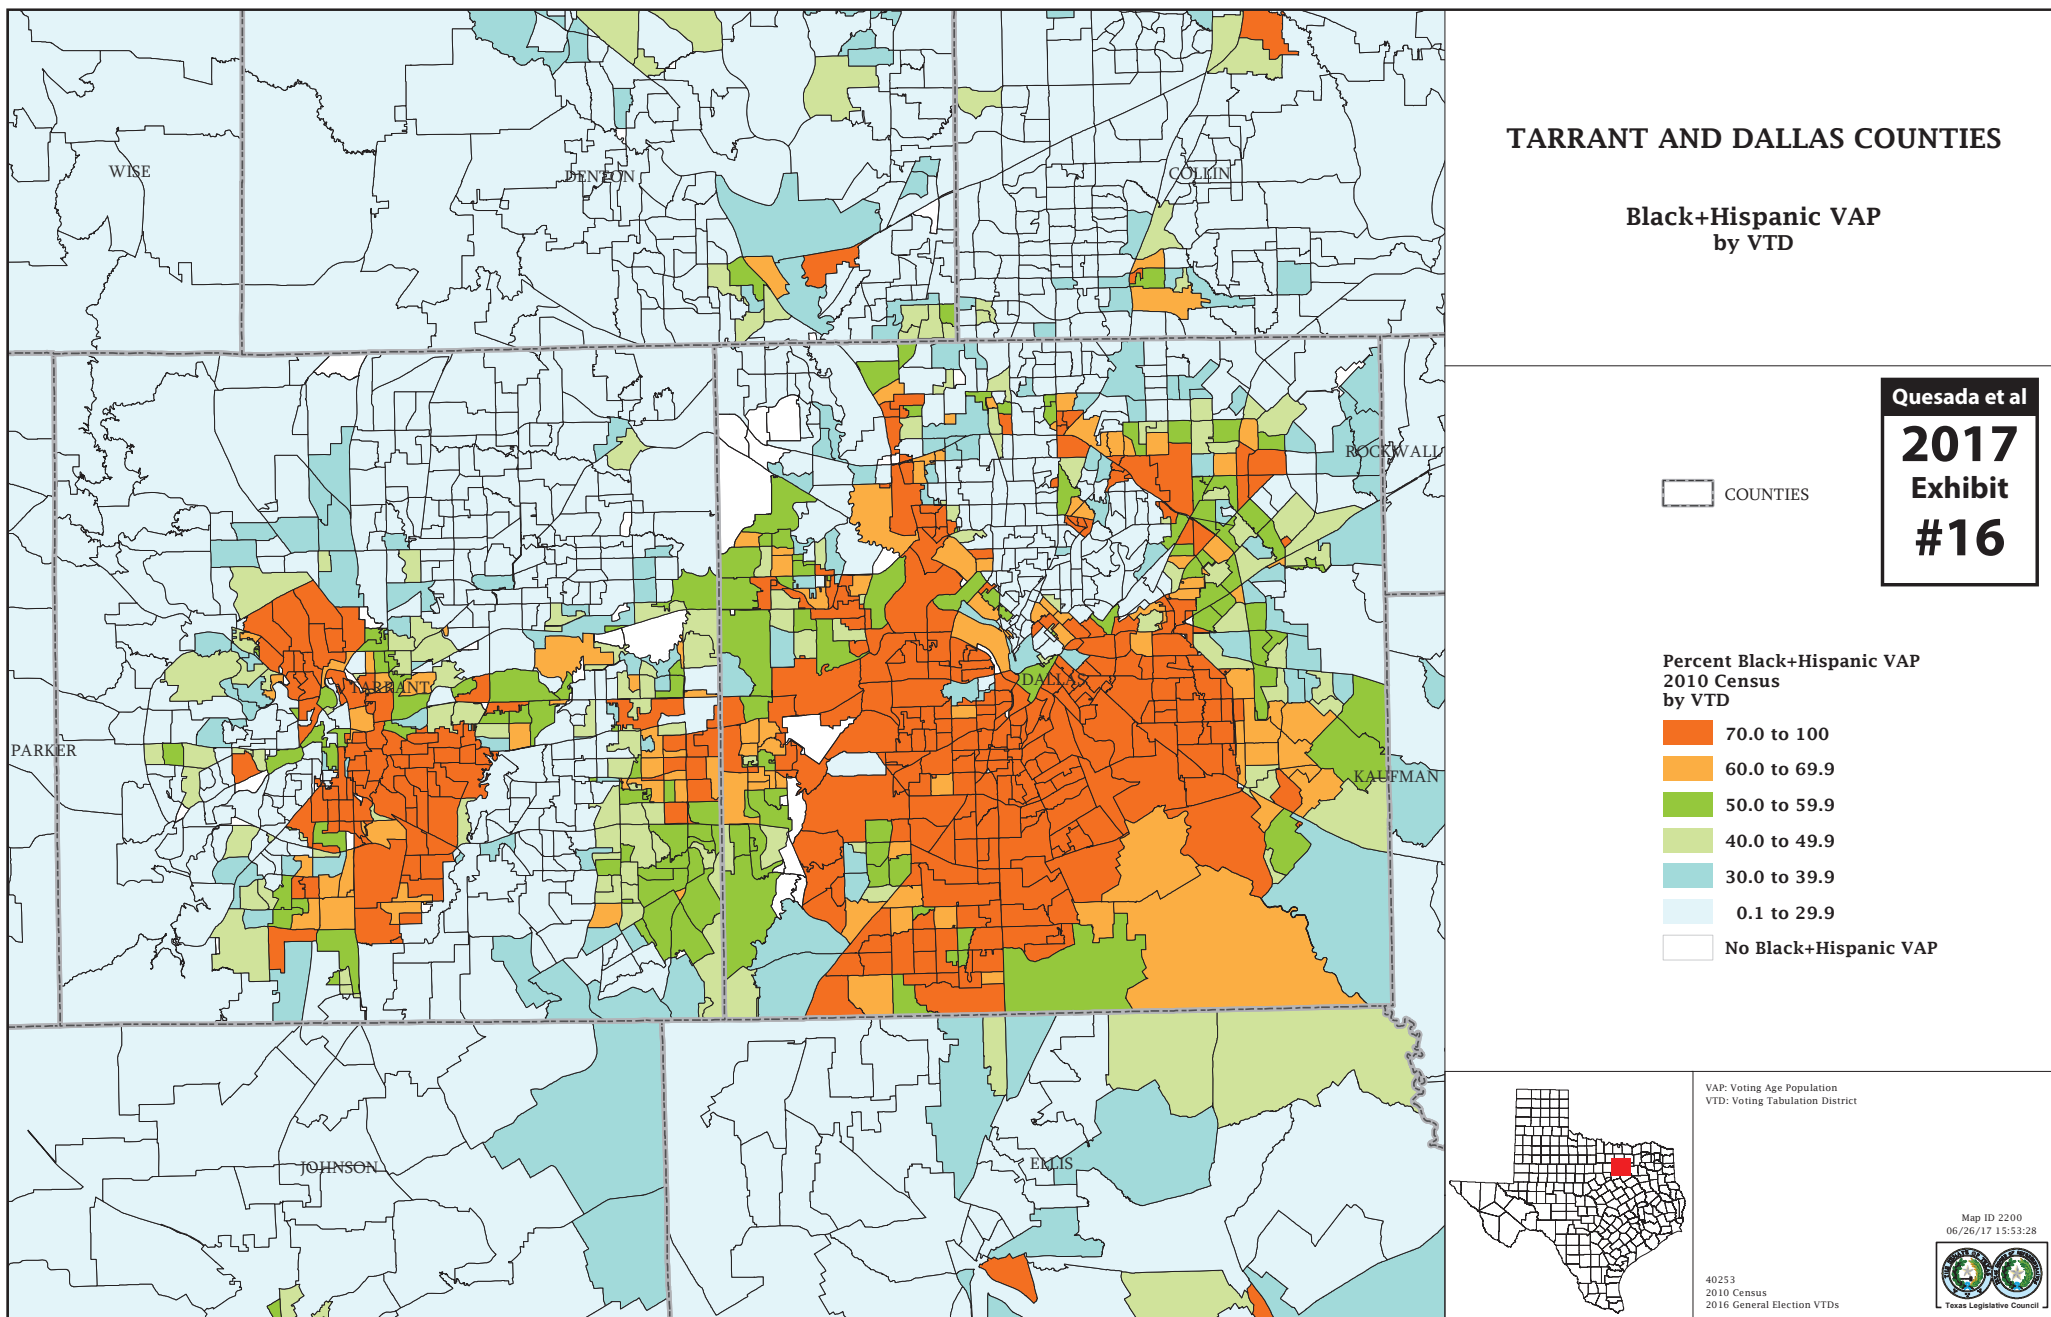 TARRANT AND DALLAS COUNTIES
Black+Hispanic VAP
by VTD
Quesada et al
2017
Exhibit
#16
COUNTIES
Percent Black+Hispanic VAP
2010 Census
by VTD
70.0 to 100
60.0 to 69.9
50.0 to 59.9
40.0 to 49.9
30.0 to 39.9
0.1 to 29.9
No Black+Hispanic VAP
WISE
DENTON
COLLIN
ROCKWALL
TARRANT
DALLAS
PARKER
KAUFMAN
JOHNSON
ELLIS
VAP: Voting Age Population
VTD: Voting Tabulation District
Map ID 2200
06/26/17 15:53:28
40253
2010 Census
2016 General Election VTDs
Texas Legislative Council